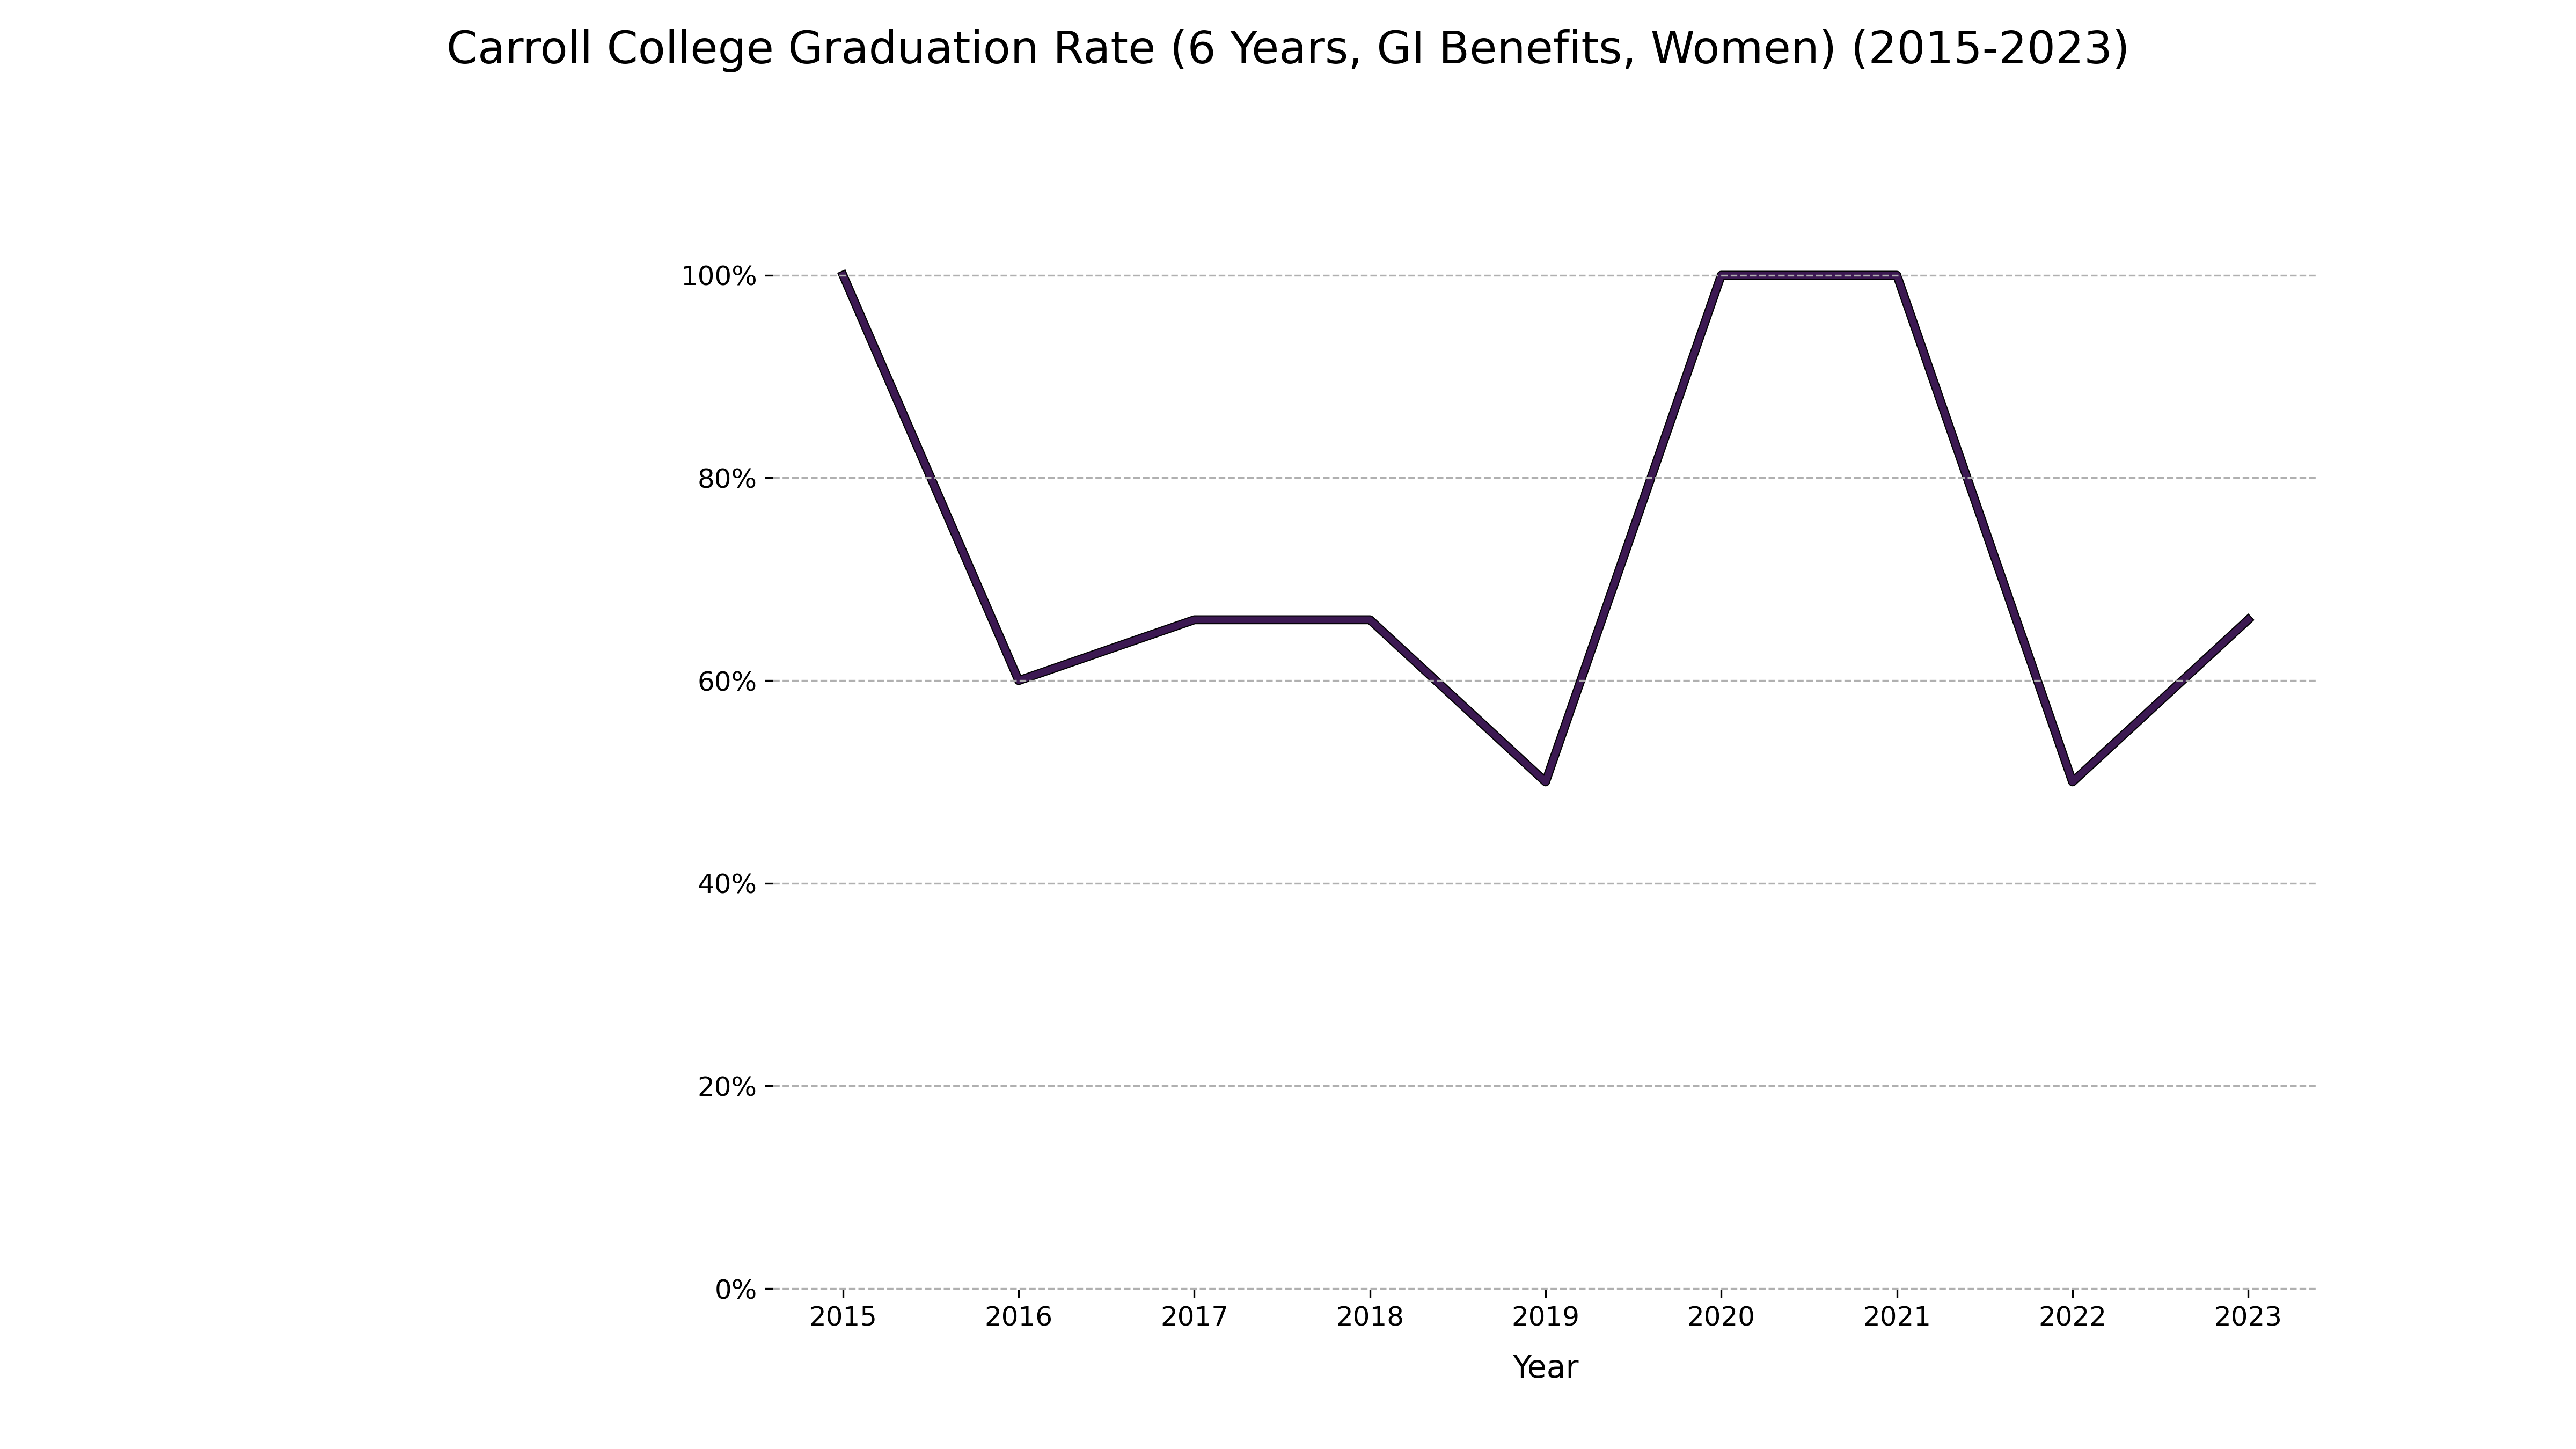 Carroll College Graduation Rate (6 Years, GI Benefits, Women) (2015-2023)
100%
80%
60%
40%
20%
0%
2015 2016 2017 2018 2019 2020 2021 2022 2023
Year